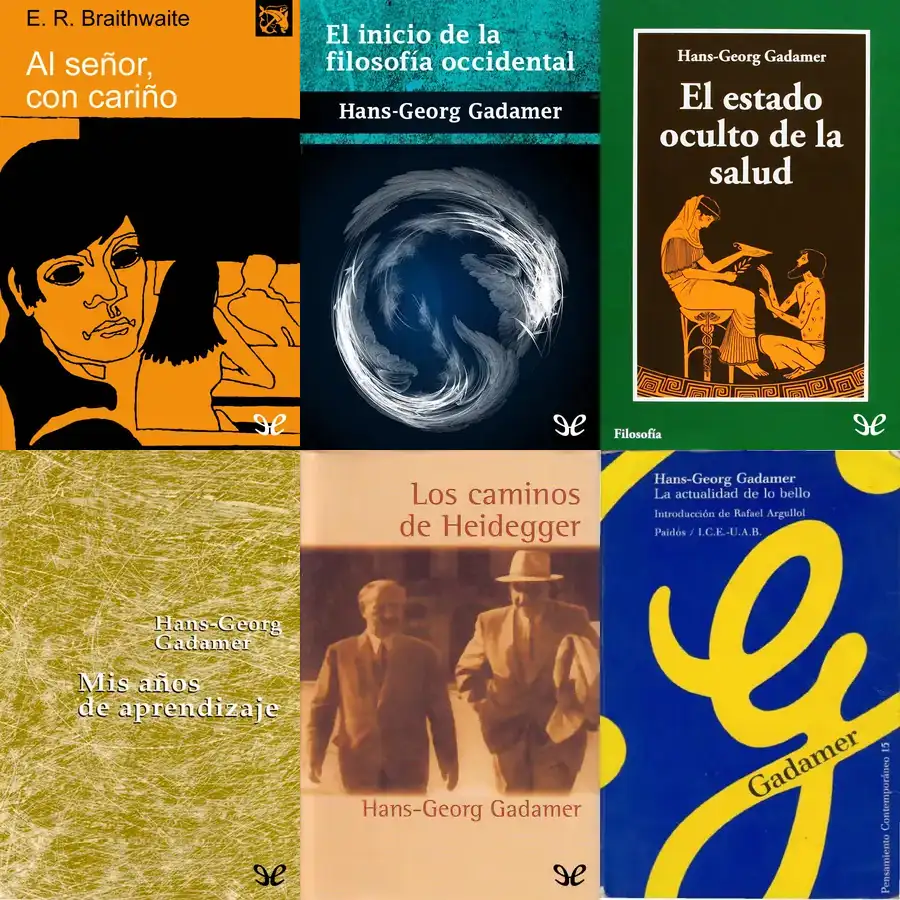 E. R. Braithwaite
Al señor,
con cariño
El inicio de la
filosofía occidental
Hans-Georg Gadamer
Hans-Georg Gadamer
El estado
oculto de la
salud
Filosofía
Hans-Georg
Gadamer
Mis años
de aprendizaje
Los caminos
de Heidegger
Hans-Georg Gadamer
Hans-Georg Gadamer
La actualidad de lo bello
Introducción de Rafael Argullol
Paidós / I.C.E.-U.A.B.
Gadamer
Pensamiento Contemporáneo 15